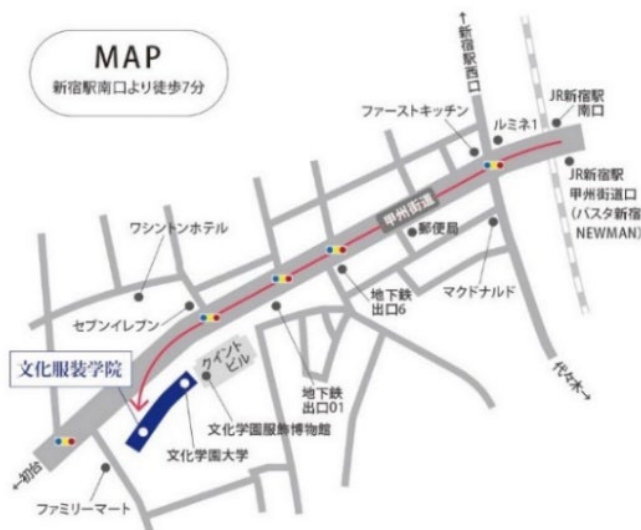 MAP
新宿駅南口より徒歩7分
←新宿駅西口
ファーストキッチン
ルミネ1
JR新宿駅
南口
JR新宿駅
甲州街道口
(バスタ新宿
NEWMAN)
甲州街道
郵便局
マクドナルド
ワシントンホテル
地下鉄
出口6
セブンイレブン
クイント
ビル
文化服装学院
地下鉄
出口01
代々木→
文化学園服飾博物館
文化学園大学
←初台
ファミリーマート